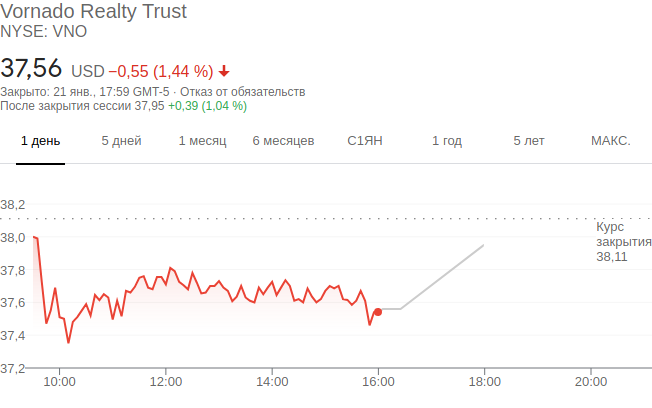 Vornado Realty Trust
NYSE: VNO
37,56 USD −0,55 (1,44 %)
Закрыто: 21 янв., 17:59 GMT-5 · Отказ от обязательств
После закрытия сессии 37,95 +0,39 (1,04 %)
1 день 5 дней 1 месяц 6 месяцев С1ЯН 1 год 5 лет МАКС.
38,2
Курс
38,0
закрытия
38,11
37,8
37,6
37,4
37,2
10:00 12:00 14:00 16:00 18:00 20:00